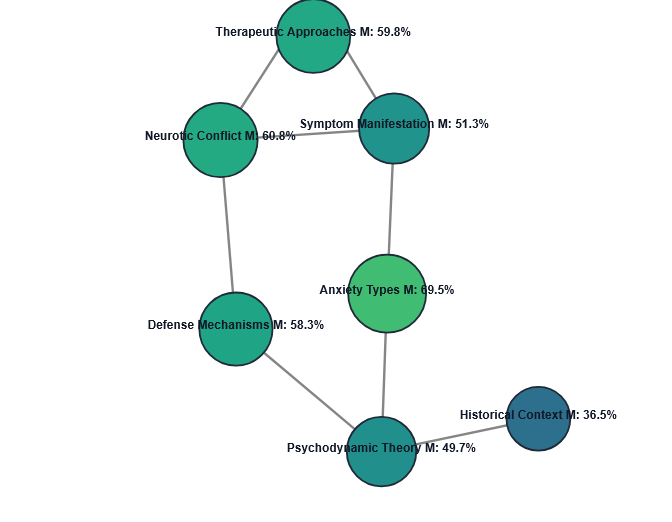 Therapeutic Approaches M: 59.8%
Symptom Manifestation M: 51.3%
Neurotic Conflict M: 60.8%
Anxiety Types M: 69.5%
Defense Mechanisms M: 58.3%
Historical Context M: 36.5%
Psychodynamic Theory M: 49.7%